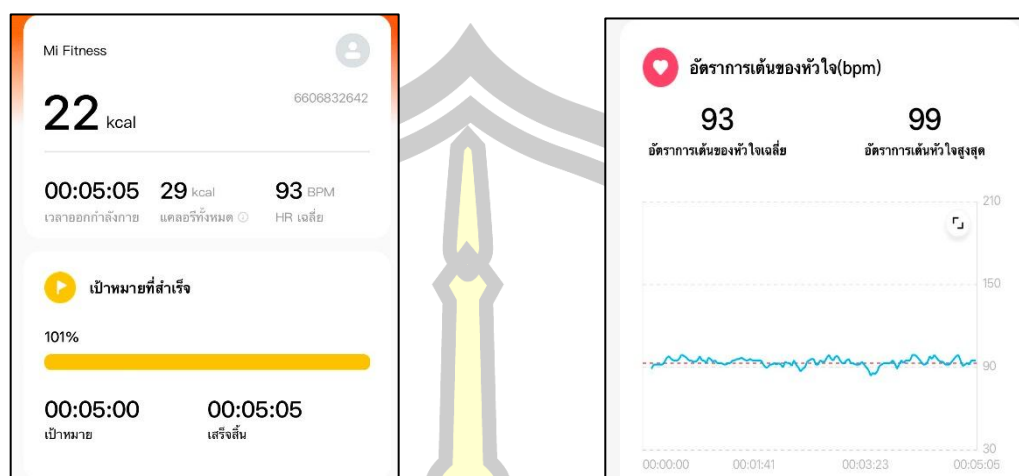 Mi Fitness
22 kcal
6606832642
00:05:05 29 kcal 93 BPM
เวลาออกกำลังกาย แคลอรีทั้งหมด HR เฉลี่ย
เป้าหมายที่สำเร็จ
101%
00:05:00 00:05:05
เป้าหมาย เสร็จสิ้น
อัตราการเต้นของหัวใจ(bpm)
93 99
อัตราการเต้นของหัวใจเฉลี่ย อัตราการเต้นหัวใจสูงสุด
210
150
90
30
00:00:00 00:01:41 00:03:23 00:05:05